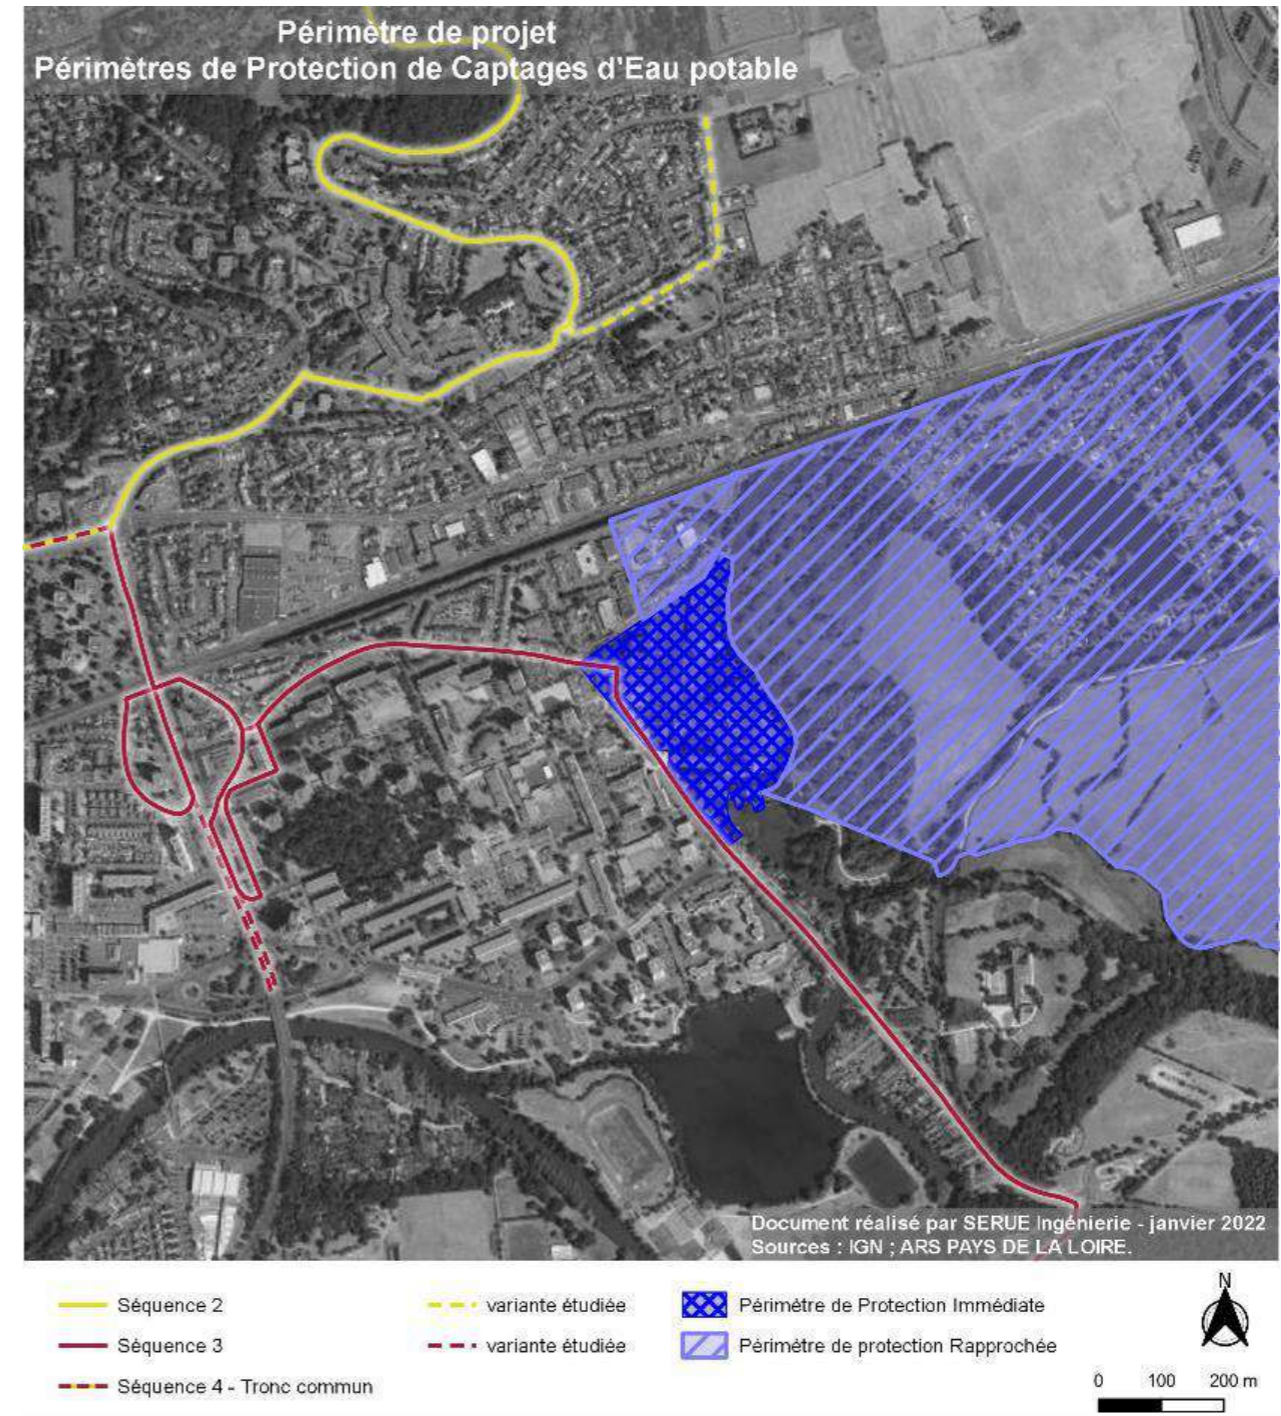 Périmètre de projet
Périmètres de Protection de Captages d'Eau potable
Document réalisé par SERUE Ingénierie - janvier 2022
Sources : IGN ; ARS PAYS DE LA LOIRE.
Séquence 2
variante étudiée
Périmètre de Protection Immédiate
N
Séquence 3
variante étudiée
Périmètre de protection Rapprochée
Séquence 4 - Tronc commun
0 100 200 m